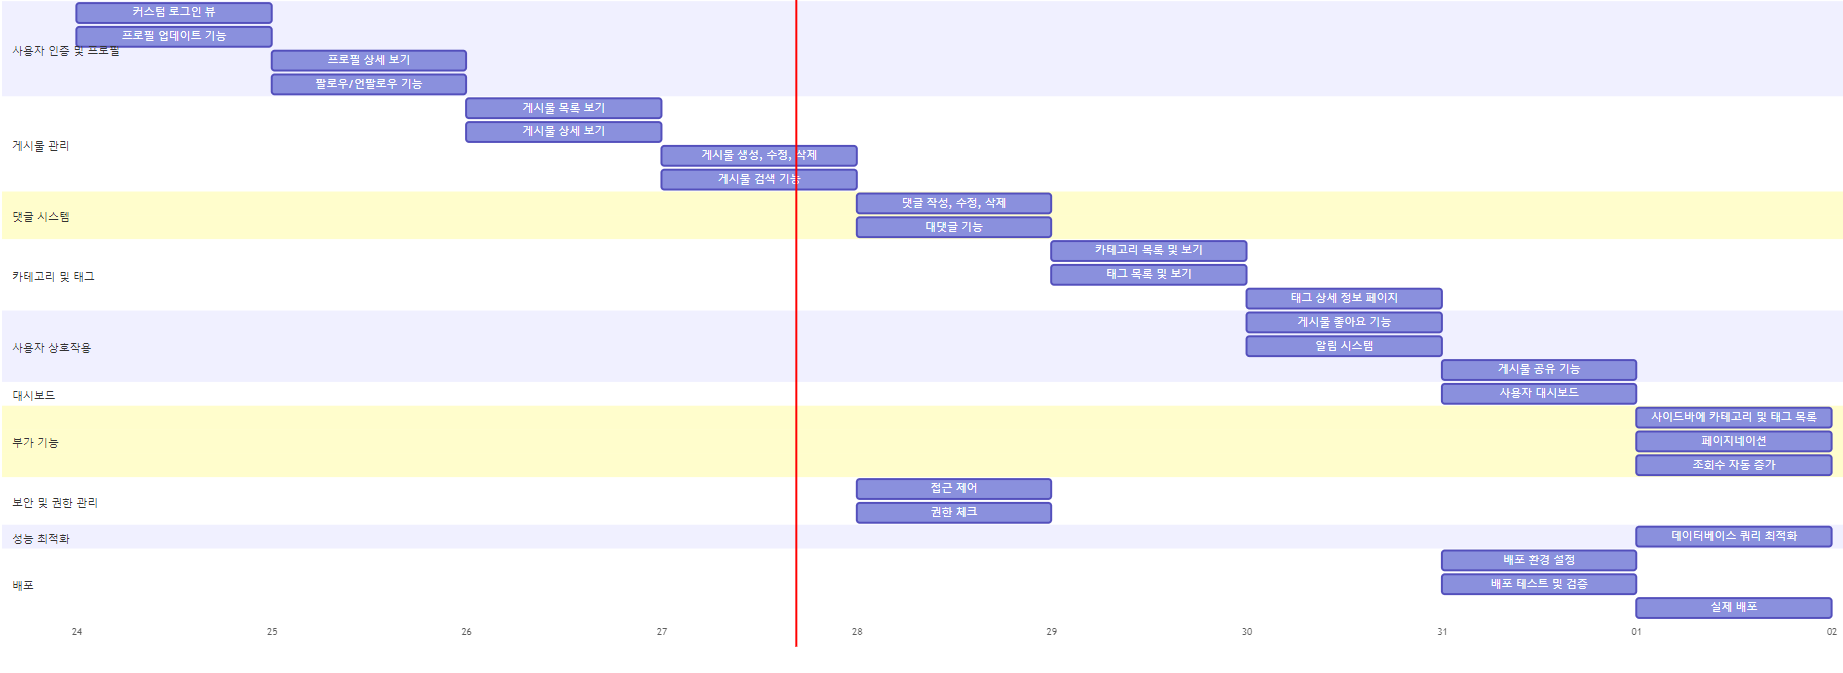 커스텀 로그인 뷰
프로필 업데이트 기능
사용자 인증 및 프로필
프로필 상세 보기
팔로우/언팔로우 기능
게시물 목록 보기
게시물 상세 보기
게시물 관리
게시물 생성, 수정, 삭제
게시물 검색 기능
댓글 작성, 수정, 삭제
댓글 시스템
대댓글 기능
카테고리 목록 및 보기
태그 목록 및 보기
카테고리 및 태그
태그 상세 정보 페이지
게시물 좋아요 기능
알림 시스템
사용자 상호작용
게시물 공유 기능
사용자 대시보드
대시보드
사이드바에 카테고리 및 태그 목록
페이지네이션
부가 기능
조회수 자동 증가
접근 제어
보안 및 권한 관리
권한 체크
데이터베이스 쿼리 최적화
성능 최적화
배포 환경 설정
배포 테스트 및 검증
배포
실제 배포
24 25 26 27 28 29 30 31 01 02